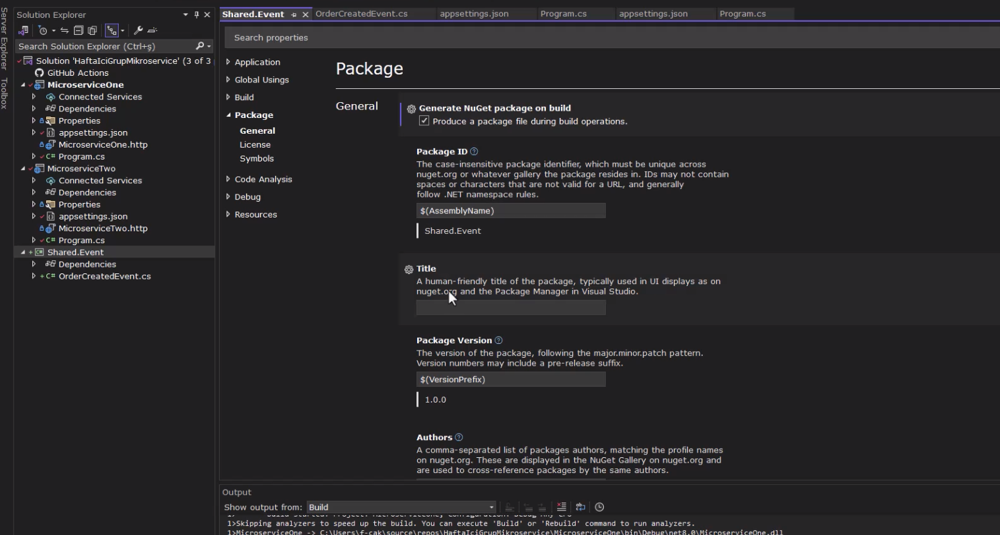 Server Explorer
Toolbox
Solution Explorer
Search Solution Explorer (Ctrl+ş)
Solution 'HaftaIciGrupMikroservice' (3 of 3
GitHub Actions
MicroserviceOne
Connected Services
Dependencies
Properties
appsettings.json
MicroserviceOne.http
C# Program.cs
MicroserviceTwo
Connected Services
Dependencies
Properties
appsettings.json
MicroserviceTwo.http
C# Program.cs
Shared.Event
Dependencies
C# OrderCreatedEvent.cs
Shared.Event
OrderCreatedEvent.cs
appsettings.json
Program.cs
appsettings.json
Program.cs
Search properties
Application
Global Usings
Build
Package
General
License
Symbols
Code Analysis
Debug
Resources
Package
General
Generate NuGet package on build
Produce a package file during build operations.
Package ID
The case-insensitive package identifier, which must be unique across
nuget.org or whatever gallery the package resides in. IDs may not contain
spaces or characters that are not valid for a URL, and generally
follow .NET namespace rules.
$(AssemblyName)
Shared.Event
Title
A human-friendly title of the package, typically used in UI displays as on
nuget.org and the Package Manager in Visual Studio.
Package Version
The version of the package, following the major.minor.patch pattern.
Version numbers may include a pre-release suffix.
$(VersionPrefix)
1.0.0
Authors
A comma-separated list of packages authors, matching the profile names
on nuget.org. These are displayed in the NuGet Gallery on nuget.org and
are used to cross-reference packages by the same authors.
Output
Show output from: Build
1>Skipping analyzers to speed up the build. You can execute 'Build' or 'Rebuild' command to run analyzers.
1>MicroserviceOne -> C:\Users\f-cak\source\repos\HaftaIciGrupMikroservice\MicroserviceOne\bin\Debug\net8.0\MicroserviceOne.dll